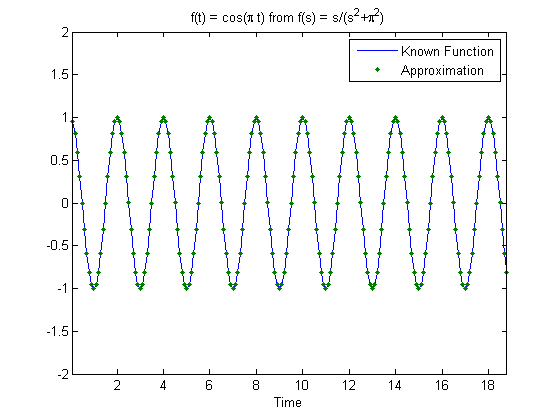 f(t) = cos(π t) from f(s) = s/(s²+π²)
Known Function
Approximation
2
1.5
1
0.5
0
-0.5
-1
-1.5
-2
2 4 6 8 10 12 14 16 18
Time